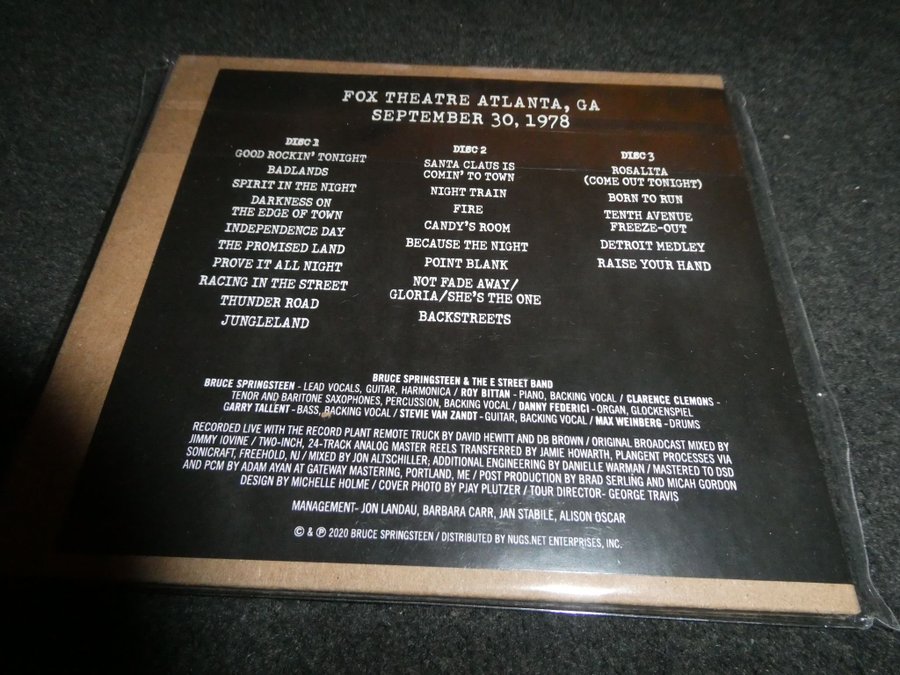 FOX THEATRE ATLANTA, GA
SEPTEMBER 30, 1978
DISC 1
GOOD ROCKIN' TONIGHT
BADLANDS
SPIRIT IN THE NIGHT
DARKNESS ON
THE EDGE OF TOWN
INDEPENDENCE DAY
THE PROMISED LAND
PROVE IT ALL NIGHT
RACING IN THE STREET
THUNDER ROAD
JUNGLELAND
DISC 2
SANTA CLAUS IS
COMIN' TO TOWN
NIGHT TRAIN
FIRE
CANDY'S ROOM
BECAUSE THE NIGHT
POINT BLANK
NOT FADE AWAY/
GLORIA/SHE'S THE ONE
BACKSTREETS
DISC 3
ROSALITA
(COME OUT TONIGHT)
BORN TO RUN
TENTH AVENUE
FREEZE-OUT
DETROIT MEDLEY
RAISE YOUR HAND
BRUCE SPRINGSTEEN & THE E STREET BAND
BRUCE SPRINGSTEEN - LEAD VOCALS, GUITAR, HARMONICA / ROY BITTAN - PIANO, BACKING VOCAL / CLARENCE CLEMONS -
TENOR AND BARITONE SAXOPHONES, PERCUSSION, BACKING VOCAL / DANNY FEDERICI - ORGAN, GLOCKENSPIEL
GARRY TALLENT - BASS, BACKING VOCAL / STEVIE VAN ZANDT - GUITAR, BACKING VOCAL / MAX WEINBERG - DRUMS
RECORDED LIVE WITH THE RECORD PLANT REMOTE TRUCK BY DAVID HEWITT AND DB BROWN / ORIGINAL BROADCAST MIXED BY
JIMMY IOVINE / TWO-INCH, 24-TRACK ANALOG MASTER REELS TRANSFERRED BY JAMIE HOWARTH, PLANGENT PROCESSES VIA
SONICRAFT, FREEHOLD, NJ / MIXED BY JON ALTSCHILLER; ADDITIONAL ENGINEERING BY DANIELLE WARMAN / MASTERED TO DSD
AND PCM BY ADAM AYAN AT GATEWAY MASTERING, PORTLAND, ME / POST PRODUCTION BY BRAD SERLING AND MICAH GORDON
DESIGN BY MICHELLE HOLME / COVER PHOTO BY PJAY PLUTZER / TOUR DIRECTOR- GEORGE TRAVIS
MANAGEMENT- JON LANDAU, BARBARA CARR, JAN STABILE, ALISON OSCAR
© & ℗ 2020 BRUCE SPRINGSTEEN / DISTRIBUTED BY NUGS.NET ENTERPRISES, INC.